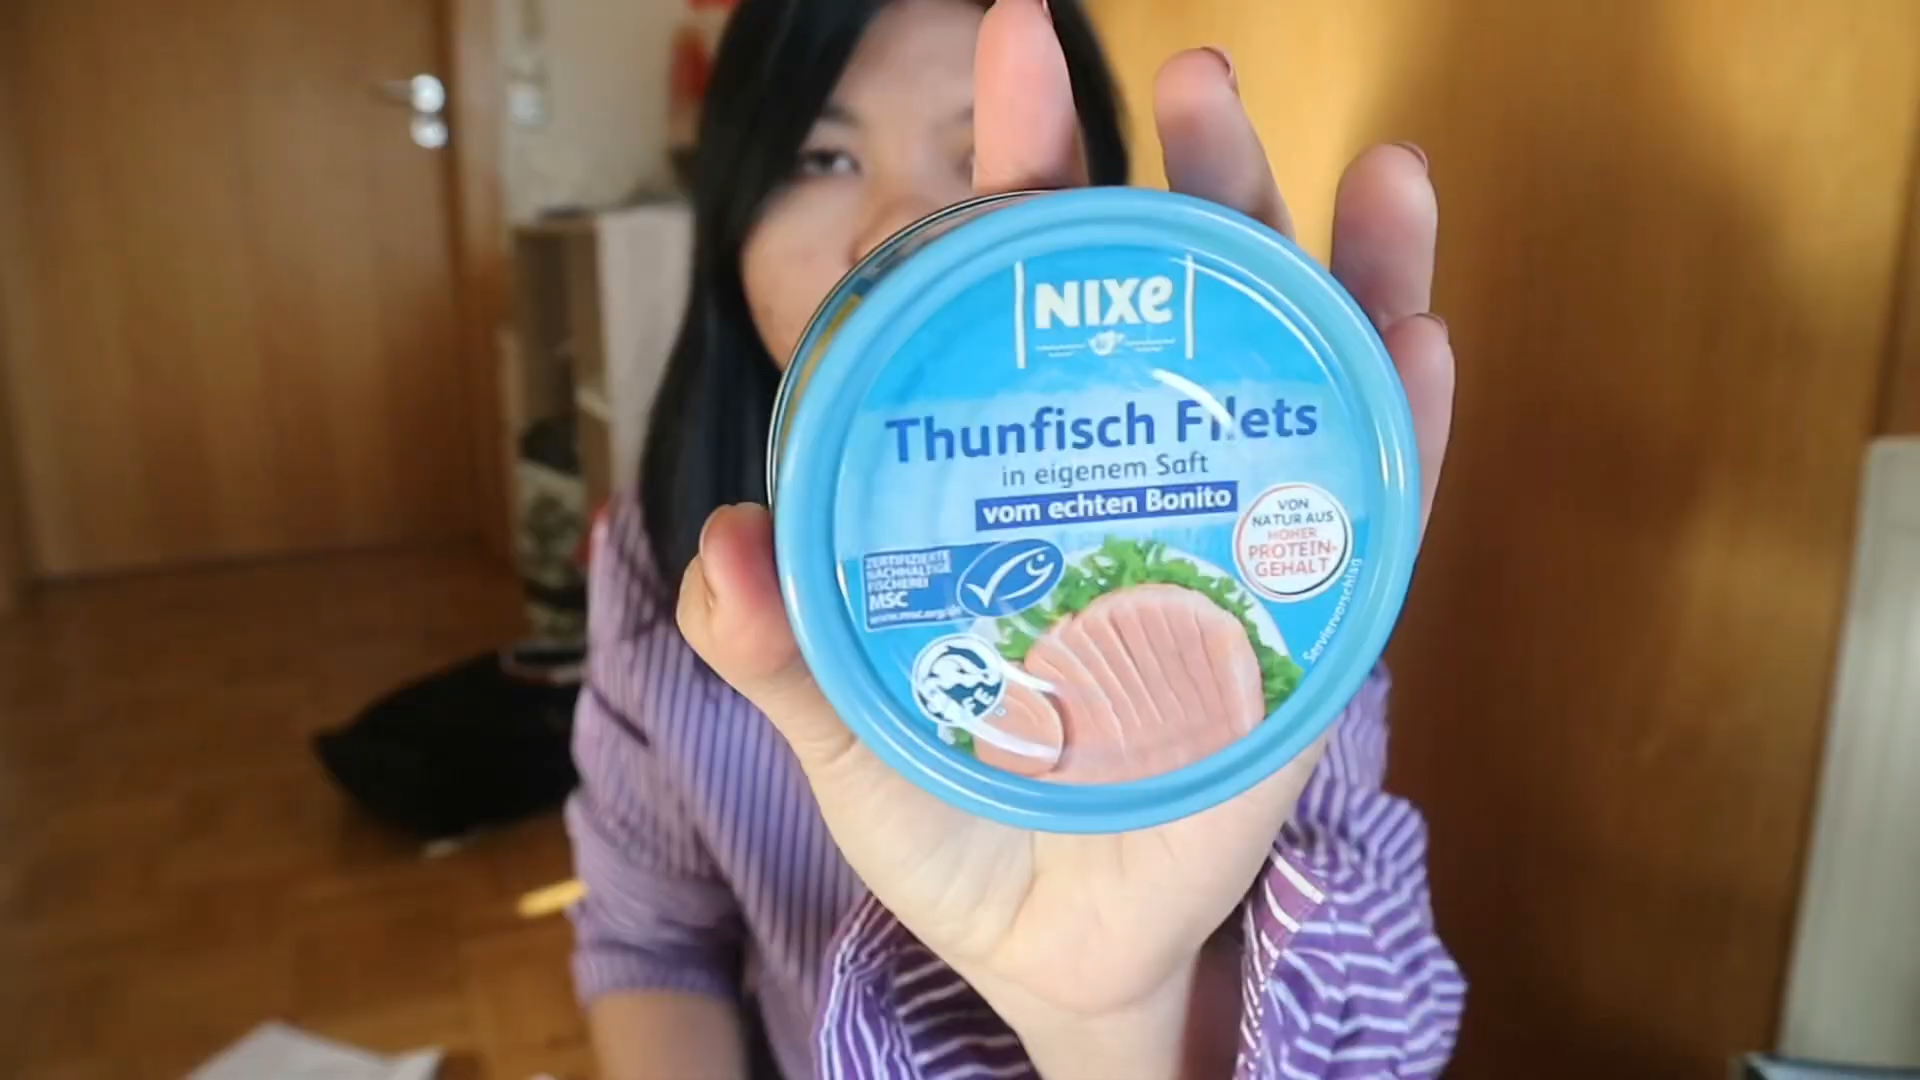 NIXe
Thunfisch Filets
in eigenem Saft
vom echten Bonito
VON
NATUR AUS
HOHER
PROTEIN-
GEHALT
ZERTIFIZIERTE
NACHHALTIGE
FISCHEREI
MSC
www.msc.org/de
Serviervorschlag